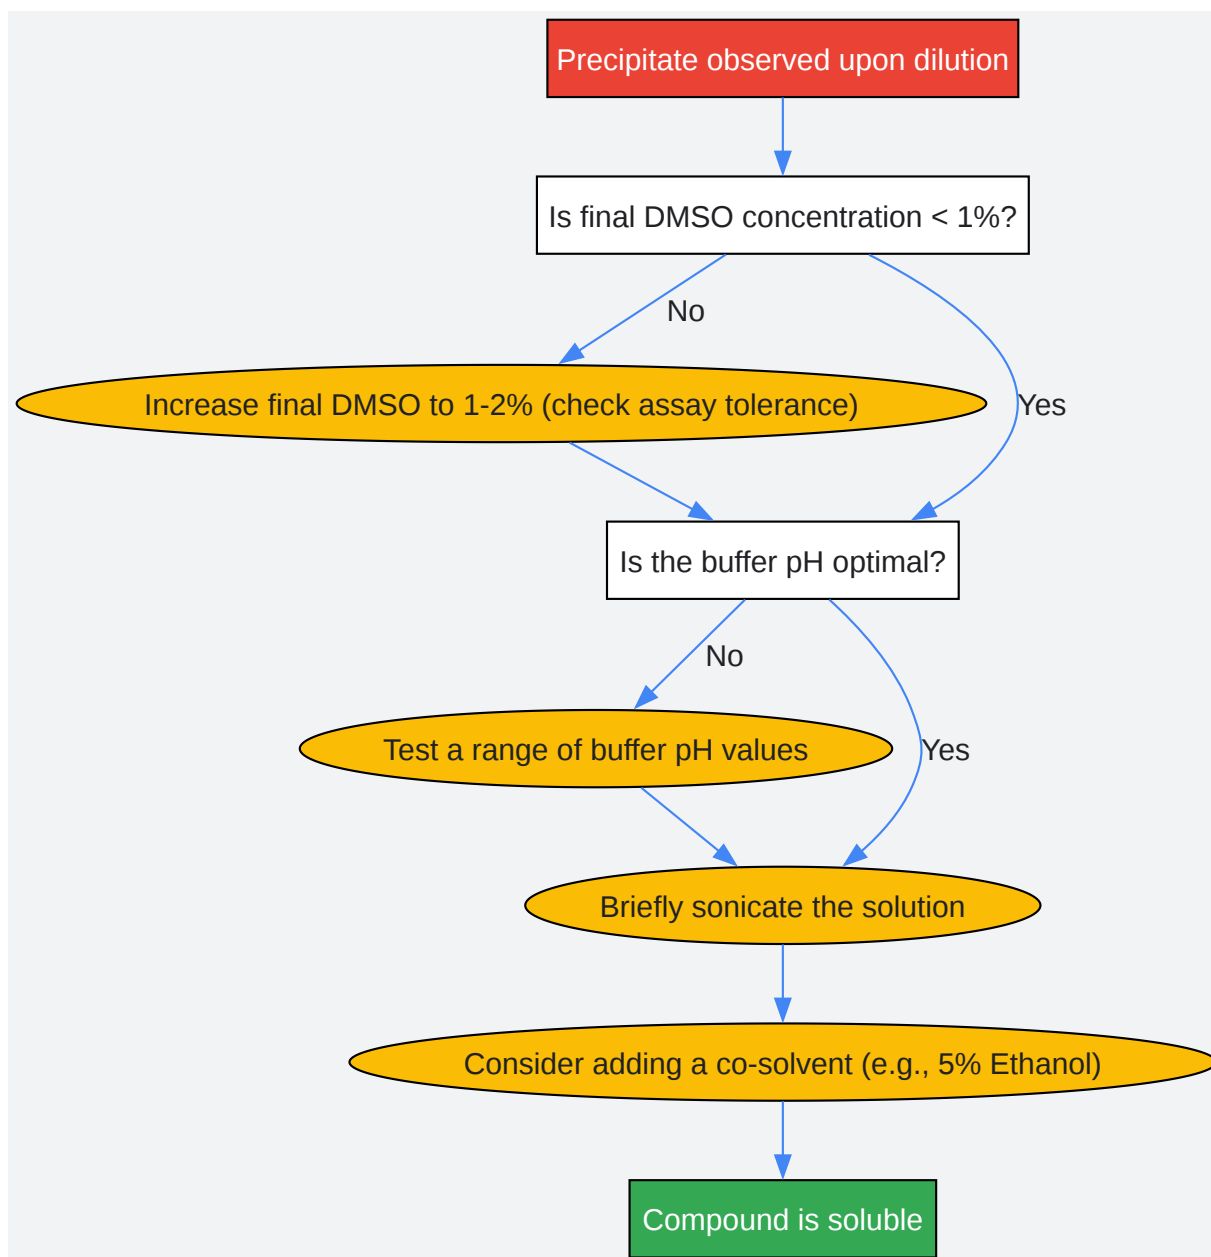 Precipitate observed upon dilution
Is final DMSO concentration < 1%?
No
Increase final DMSO to 1-2% (check assay tolerance)
Yes
Is the buffer pH optimal?
No
Test a range of buffer pH values
Yes
Briefly sonicate the solution
Consider adding a co-solvent (e.g., 5% Ethanol)
Compound is soluble